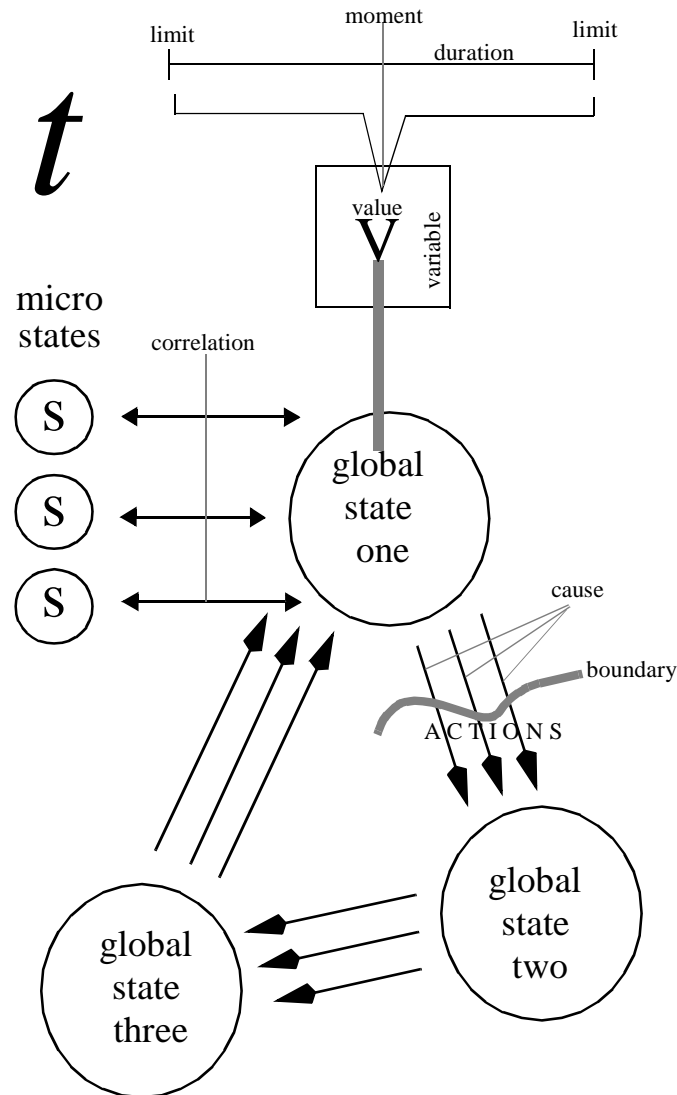 moment
limit
limit
duration
t
value
V
variable
micro
states
correlation
S
S
S
global
state
one
cause
boundary
ACTIONS
global
state
two
global
state
three